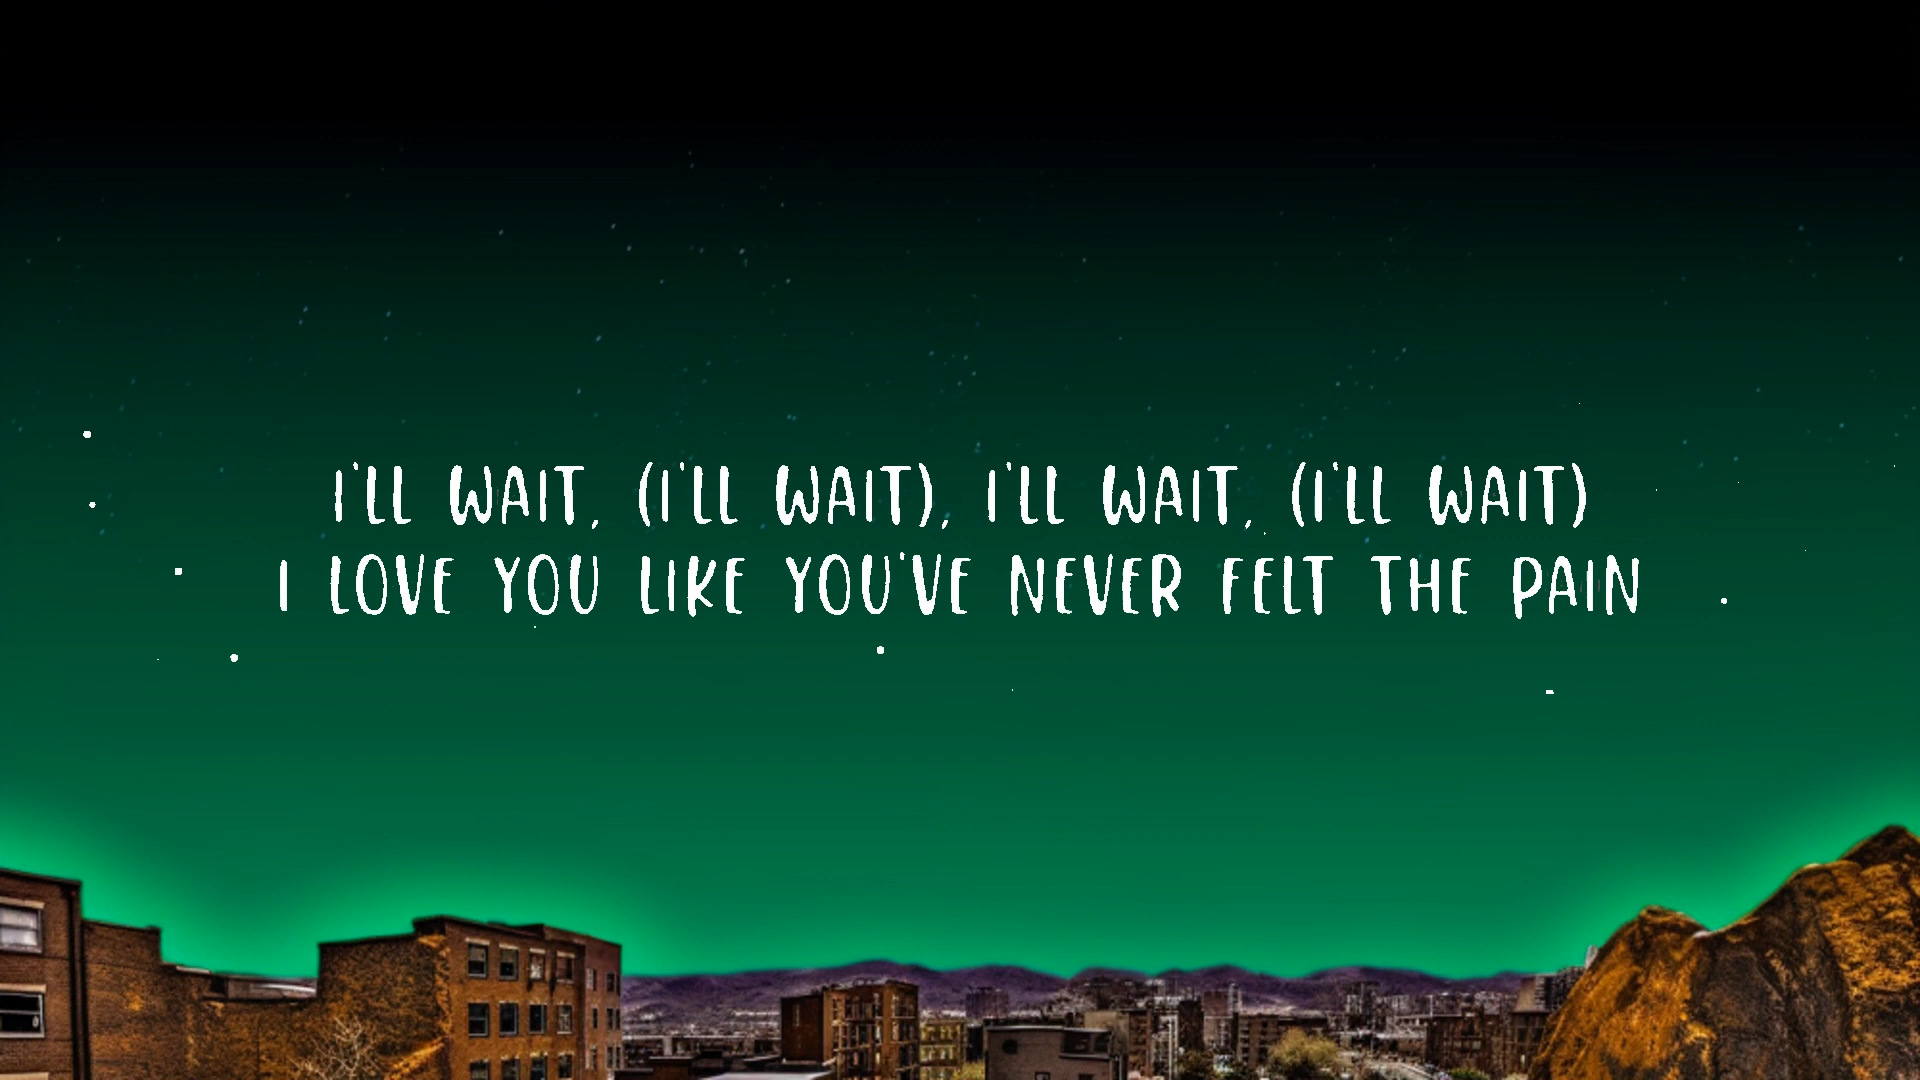 I'LL WAIT, (I'LL WAIT), I'LL WAIT, (I'LL WAIT)
I LOVE YOU LIKE YOU'VE NEVER FELT THE PAIN